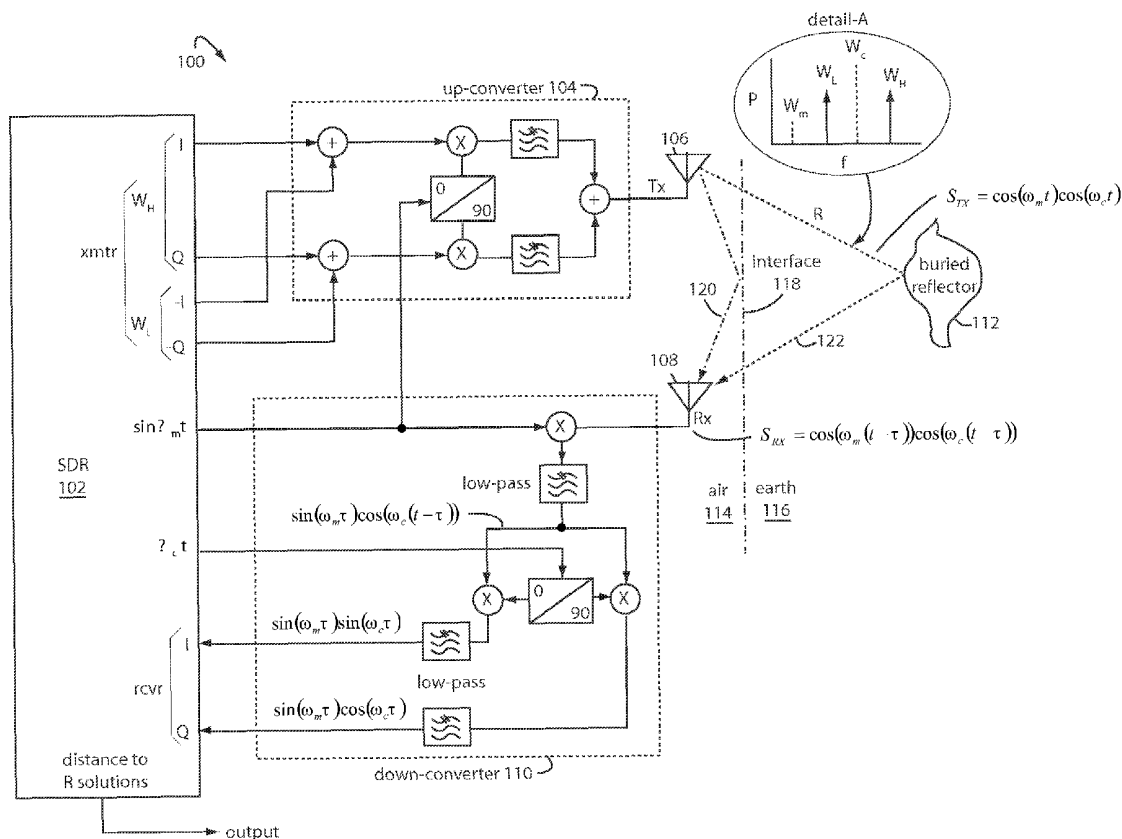 detail-A
W_c
W_L
W_H
P
W_m
f
100
up-converter 104
I
+
X
0
90
+
Tx
106
W_H
xmtr
Q
+
X
-I
W_L
-Q
R
S_TX = cos(ω_m t)cos(ω_c t)
interface
118
buried
reflector
112
120
122
108
Rx
S_RX = cos(ω_m (t τ))cos(ω_c (t τ))
sin?_m t
X
SDR
102
low-pass
air
114
earth
116
sin(ω_m τ)cos(ω_c (t−τ))
?_c t
X
0
90
X
sin(ω_m τ)sin(ω_c τ)
I
low-pass
rcvr
sin(ω_m τ)cos(ω_c τ)
Q
distance to
R solutions
down-converter 110
output